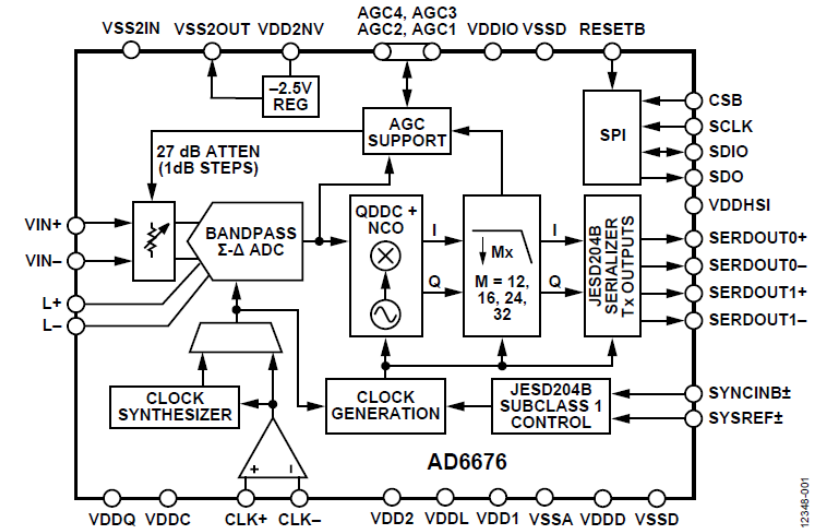 AGC4, AGC3
VSS2IN VSS2OUT VDD2NV AGC2, AGC1 VDDIO VSSD RESETB
–2.5V
REG
AGC
SUPPORT
SPI
CSB
SCLK
SDIO
SDO
27 dB ATTEN
(1dB STEPS)
VDDHSI
VIN+
VIN–
L+
L–
BANDPASS
Σ-Δ ADC
QDDC +
NCO
I
Q
Mx
M = 12,
16, 24,
32
I
Q
JESD204B
SERIALIZER
Tx OUTPUTS
SERDOUT0+
SERDOUT0–
SERDOUT1+
SERDOUT1–
CLOCK
SYNTHESIZER
CLOCK
GENERATION
JESD204B
SUBCLASS 1
CONTROL
SYNCINB±
SYSREF±
+ –
AD6676
VDDQ VDDC CLK+ CLK– VDD2 VDDL VDD1 VSSA VDDD VSSD
12348-001